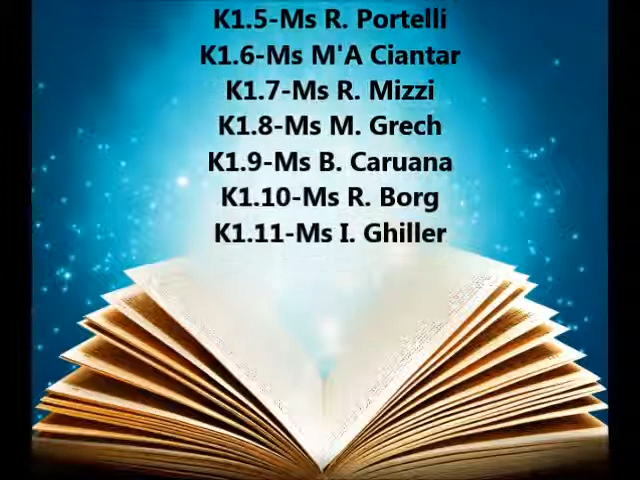 K1.5-Ms R. Portelli
K1.6-Ms M'A Ciantar
K1.7-Ms R. Mizzi
K1.8-Ms M. Grech
K1.9-Ms B. Caruana
K1.10-Ms R. Borg
K1.11-Ms I. Ghiller